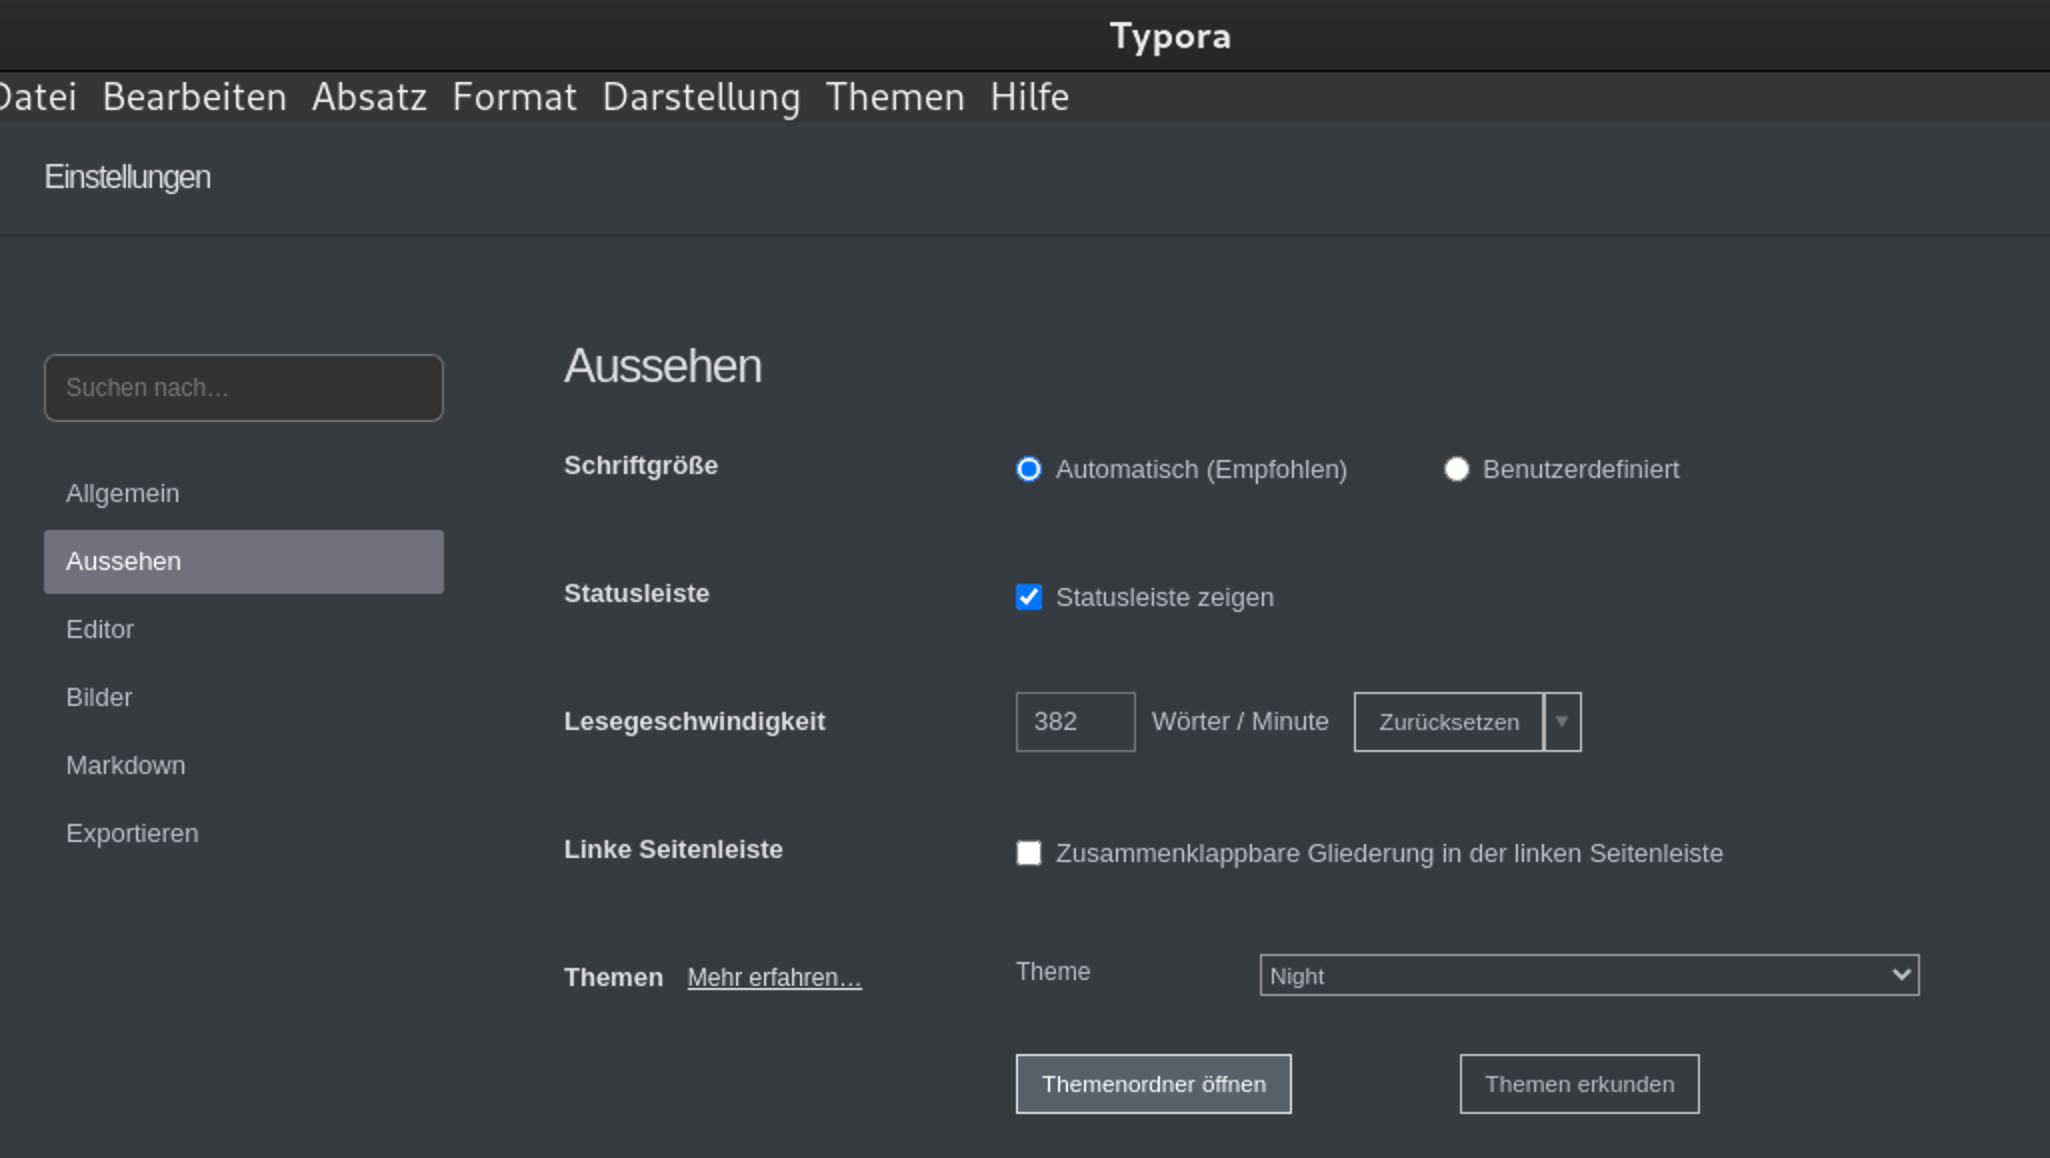 Typora
Datei Bearbeiten Absatz Format Darstellung Themen Hilfe
Einstellungen
Suchen nach...
Allgemein
Aussehen
Editor
Bilder
Markdown
Exportieren
Aussehen
Schriftgröße Automatisch (Empfohlen) Benutzerdefiniert
Statusleiste Statusleiste zeigen
Lesegeschwindigkeit 382 Wörter / Minute Zurücksetzen
Linke Seitenleiste Zusammenklappbare Gliederung in der linken Seitenleiste
Themen Mehr erfahren... Theme Night
Themenordner öffnen Themen erkunden